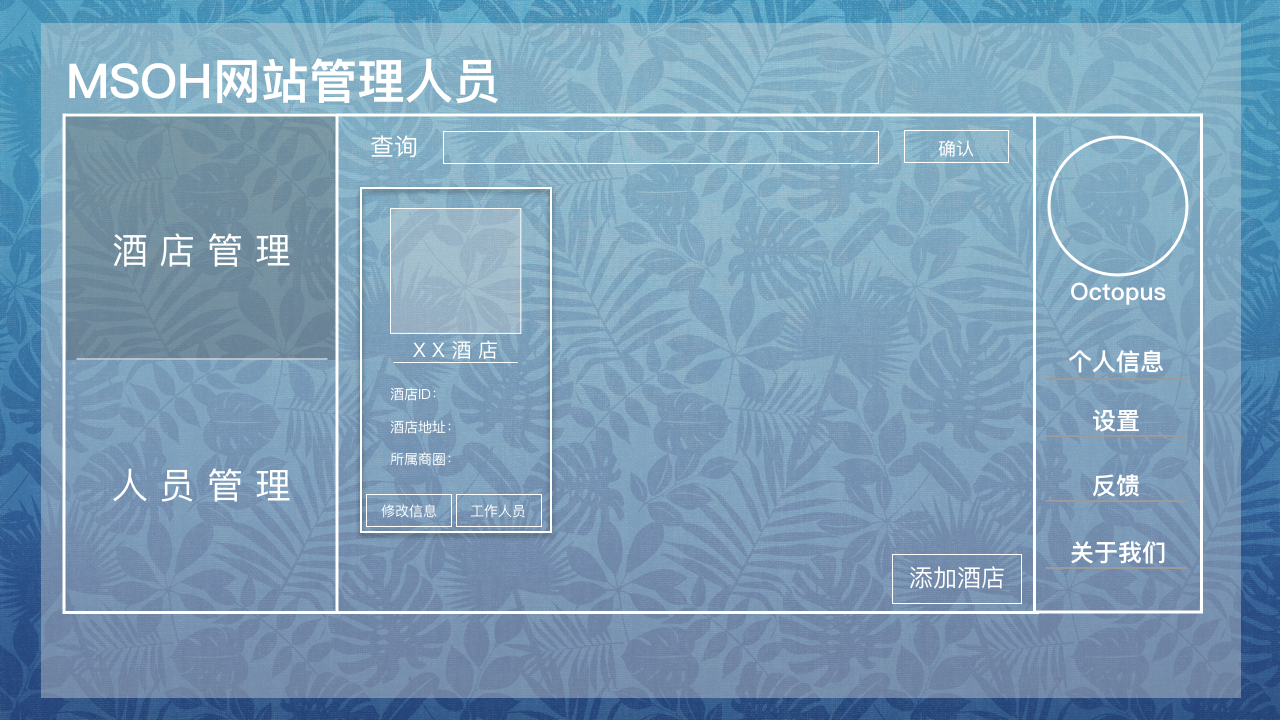 MSOH网站管理人员
酒店管理
人员管理
查询
确认
XX酒店
酒店ID：
酒店地址：
所属商圈：
修改信息
工作人员
添加酒店
Octopus
个人信息
设置
反馈
关于我们